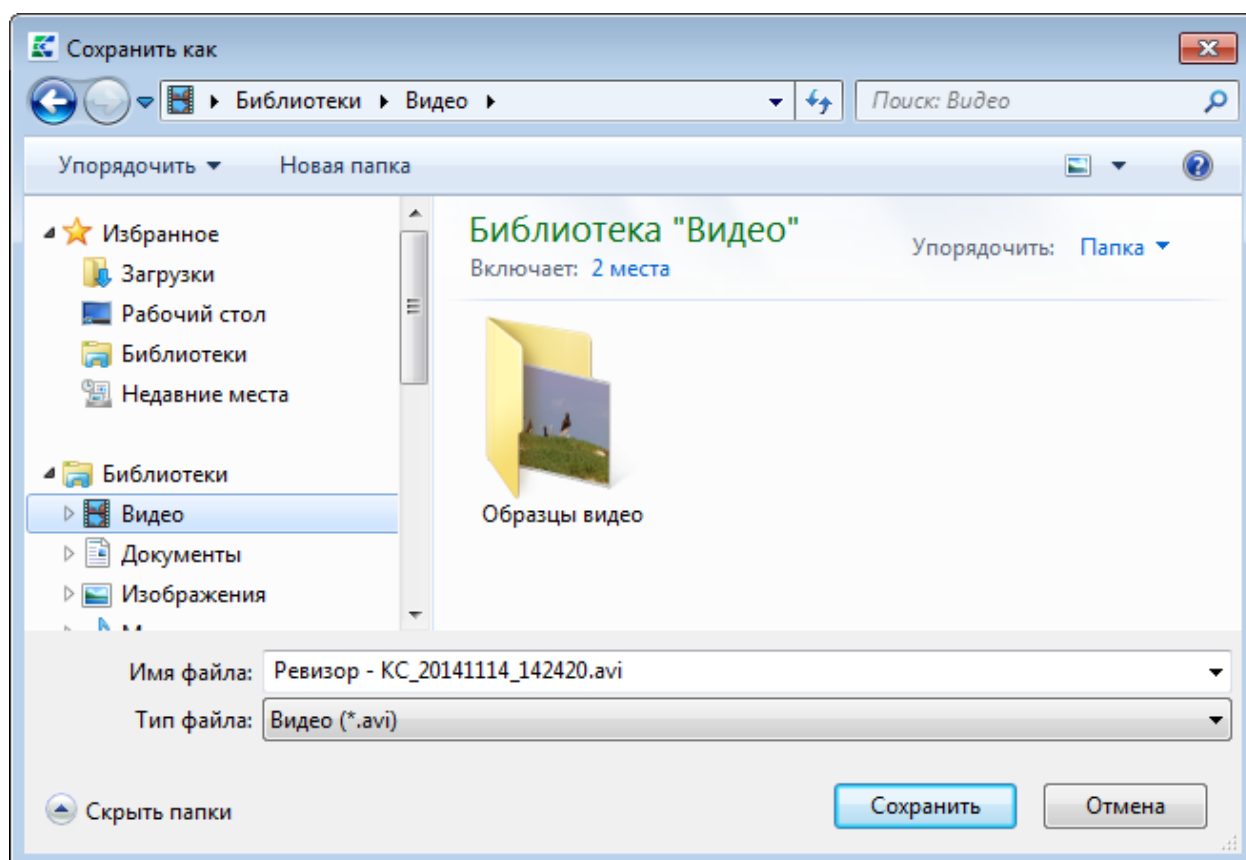 Сохранить как
Библиотеки Видео
Поиск: Видео
Упорядочить Новая папка
Избранное
Загрузки
Рабочий стол
Библиотеки
Недавние места
Библиотеки
Видео
Документы
Изображения
Библиотека "Видео"
Включает: 2 места
Упорядочить: Папка
Образцы видео
Имя файла: Ревизор - КС_20141114_142420.avi
Тип файла: Видео (*.avi)
Скрыть папки
Сохранить Отмена